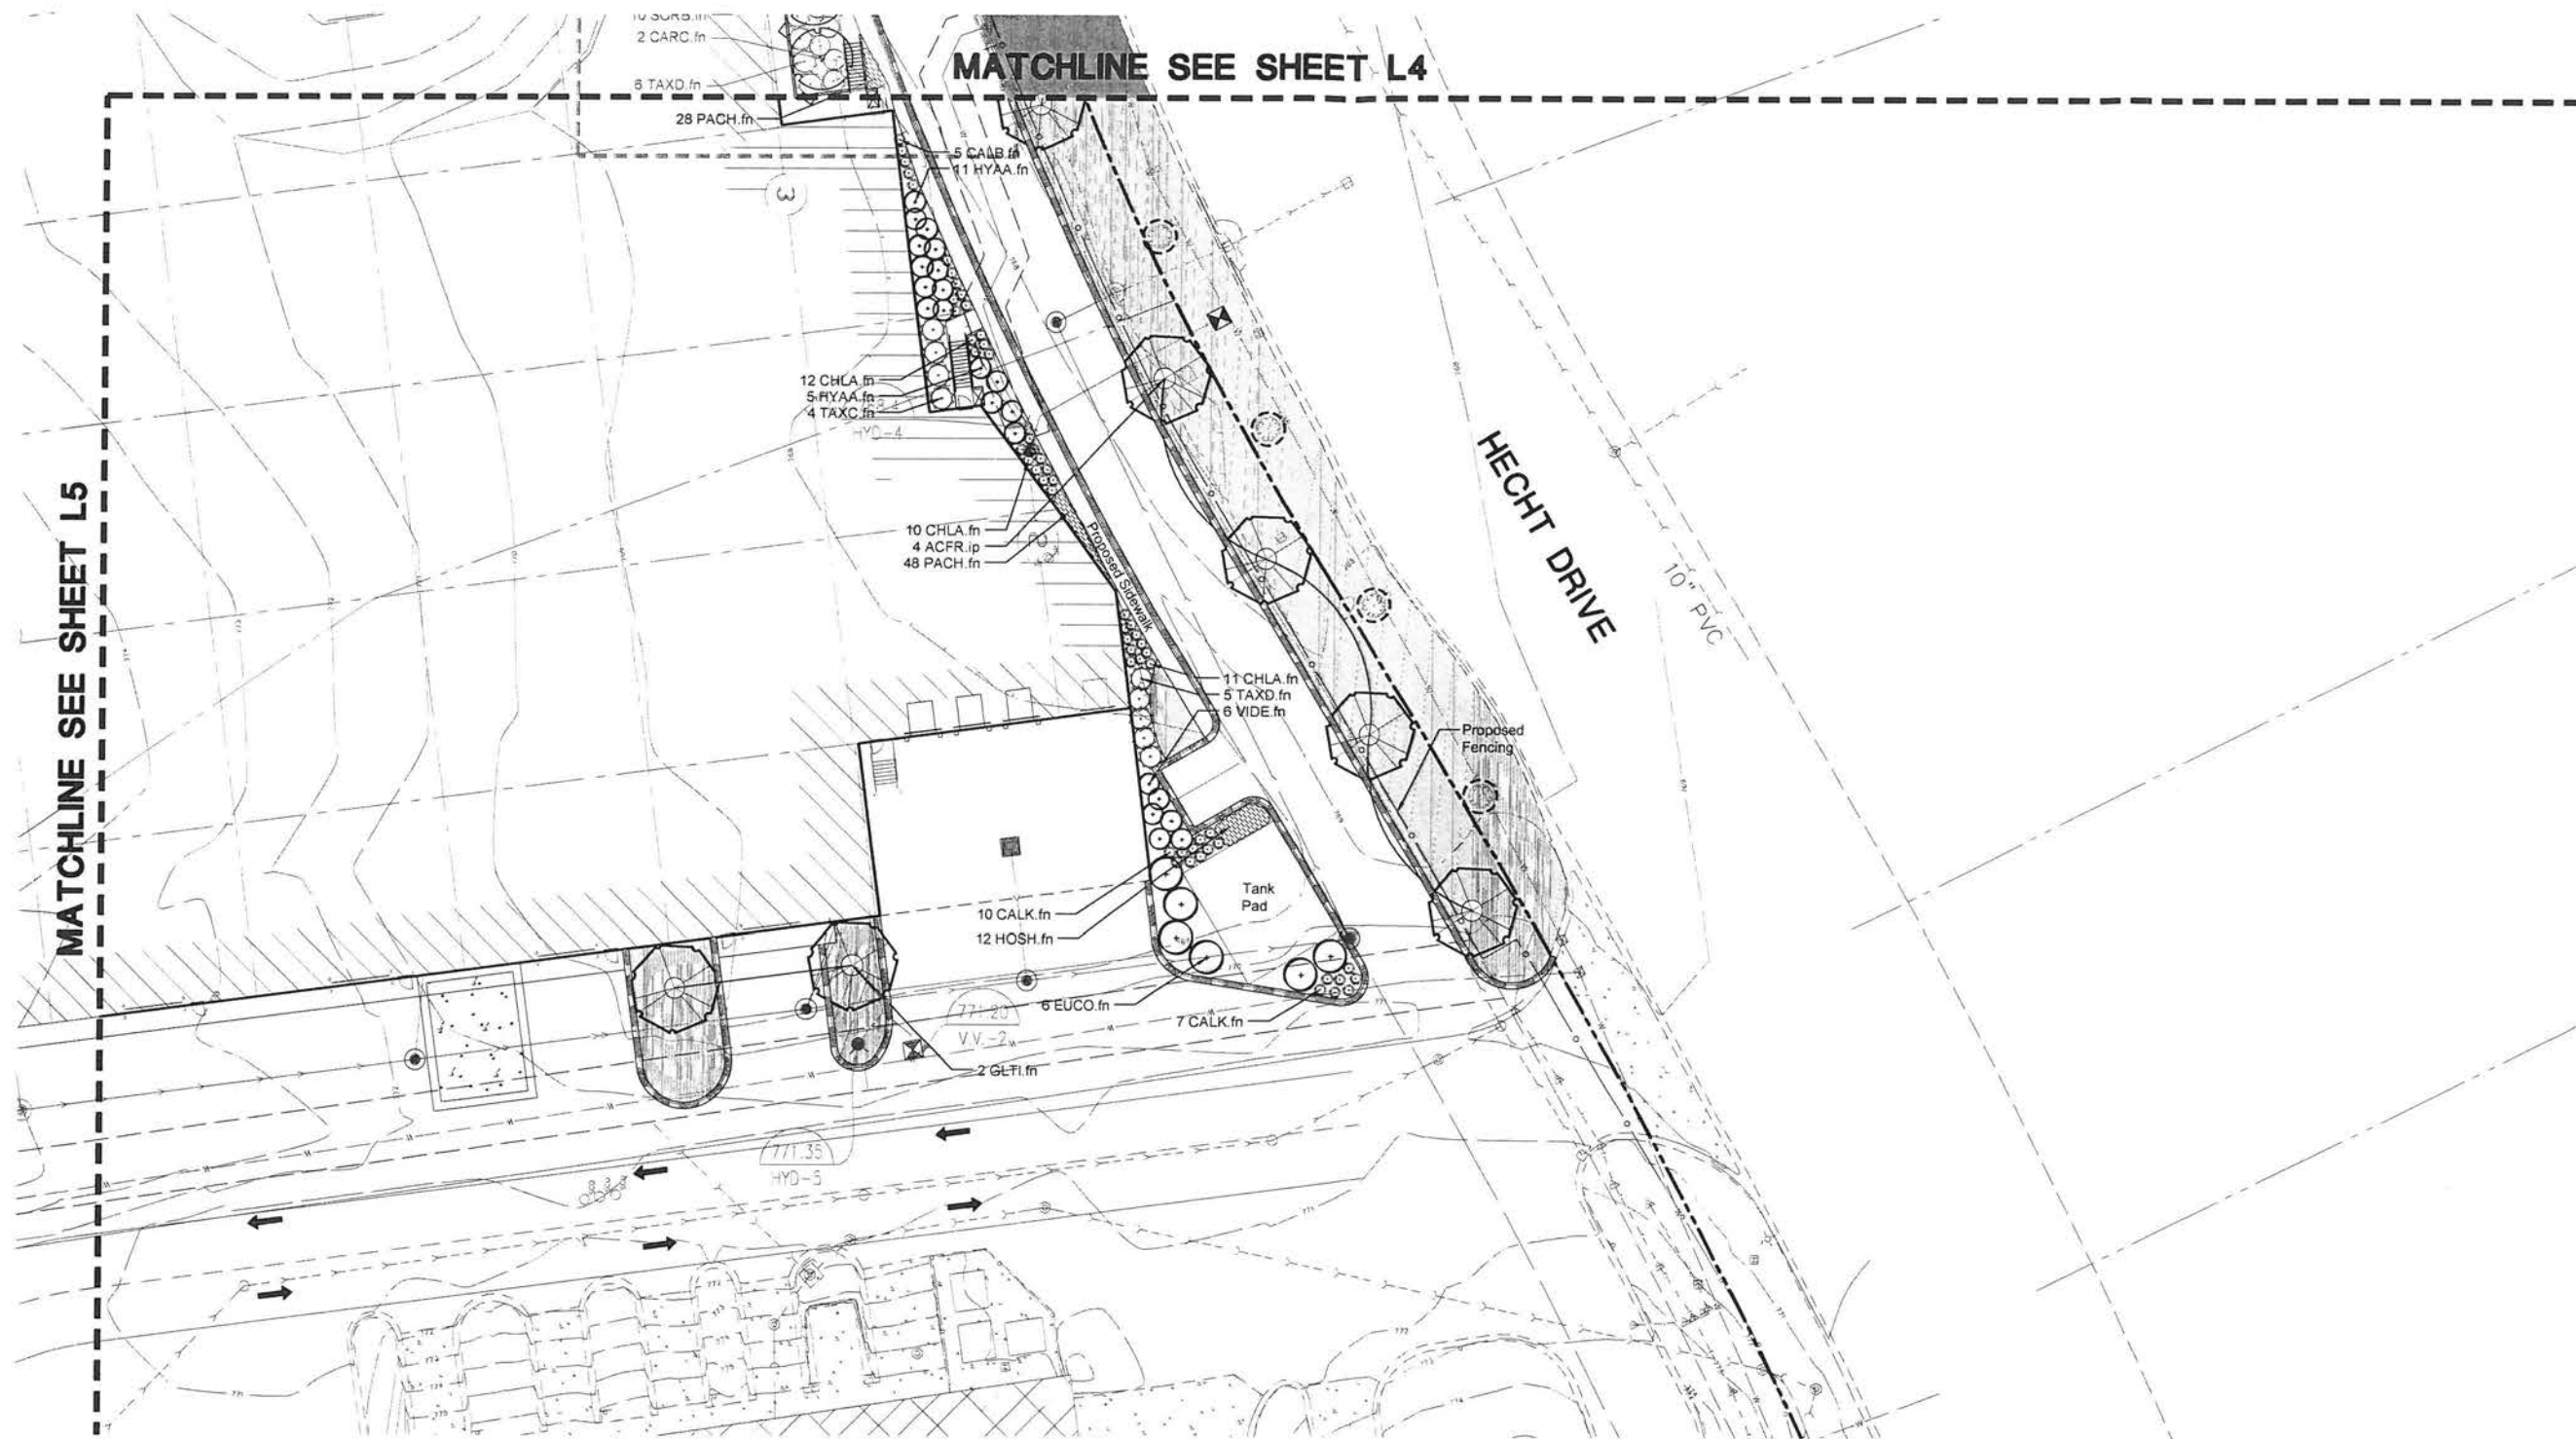 2 CARC.fn
MATCHLINE SEE SHEET L4
6 TAXD.fn
28 PACH.fn
5 CALB.fn
11 HYAA.fn
3
12 CHLA.fn
5 HYAA.fn
4 TAXC.fn
HYD-4
HECHT DRIVE
MATCHLINE SEE SHEET L5
10 CHLA.fn
4 ACFR.ip
48 PACH.fn
Proposed Sidewalk
10" PVC
11 CHLA.fn
5 TAXD.fn
6 VIDE.fn
Proposed
Fencing
Tank
Pad
10 CALK.fn
12 HOSH.fn
6 EUCO.fn
7 CALK.fn
771.20
V.V.-2
2 GLTI.fn
771.35
HYD-5